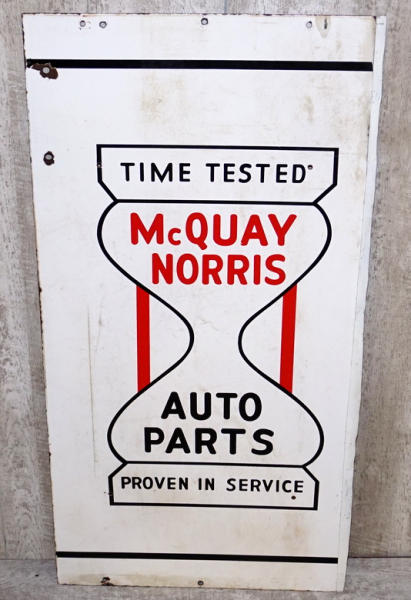 TIME TESTED
McQUAY
NORRIS
AUTO
PARTS
PROVEN IN SERVICE